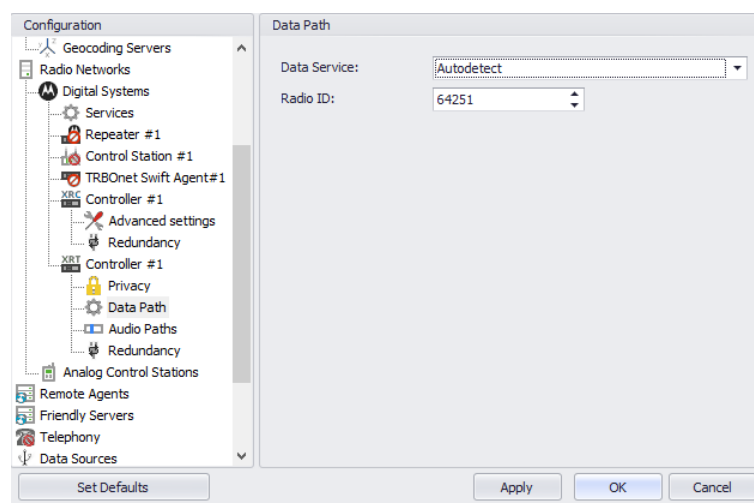 Configuration
Geocoding Servers
Radio Networks
Digital Systems
Services
Repeater #1
Control Station #1
TRBOnet Swift Agent#1
XRC Controller #1
Advanced settings
Redundancy
XRT Controller #1
Privacy
Data Path
Audio Paths
Redundancy
Analog Control Stations
Remote Agents
Friendly Servers
Telephony
Data Sources
Data Path
Data Service: Autodetect
Radio ID: 64251
Set Defaults
Apply OK Cancel